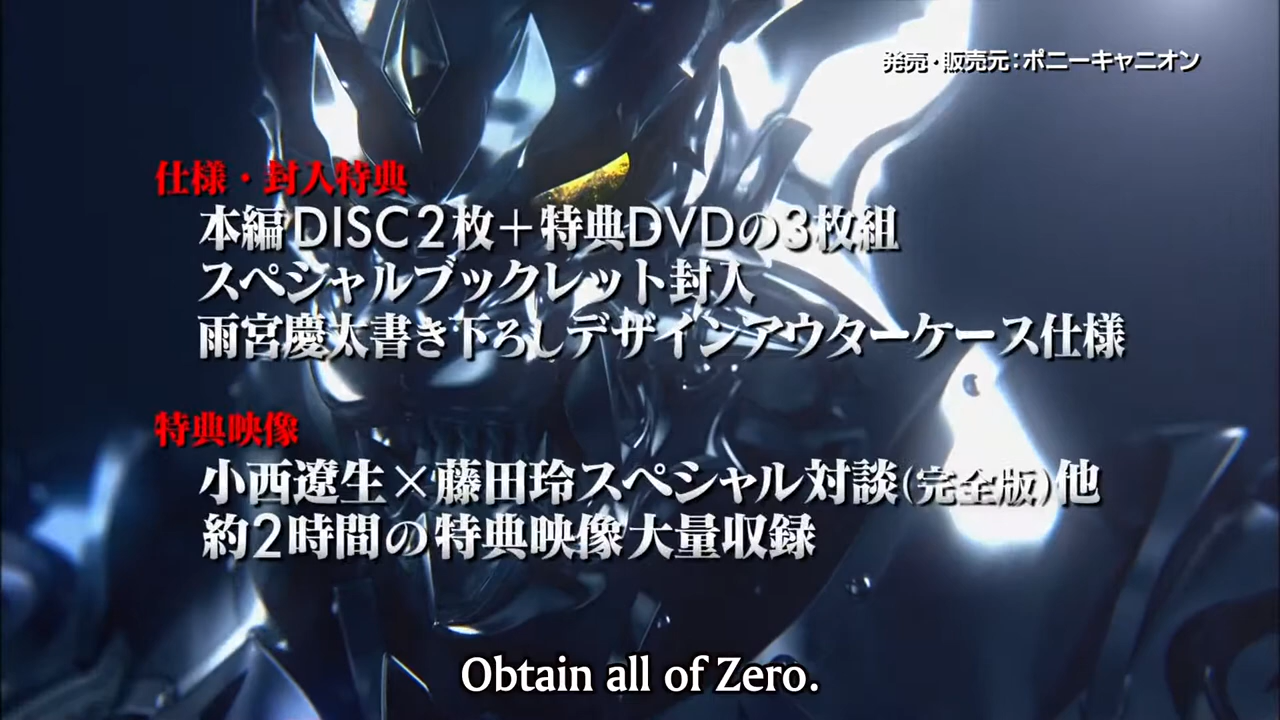 発売・販売元：ポニーキャニオン
仕様・封入特典
本編DISC2枚＋特典DVDの3枚組
スペシャルブックレット封入
雨宮慶太書き下ろしデザインアウターケース仕様
特典映像
小西遼生×藤田玲スペシャル対談(完全版)他
約2時間の特典映像大量収録
Obtain all of Zero.